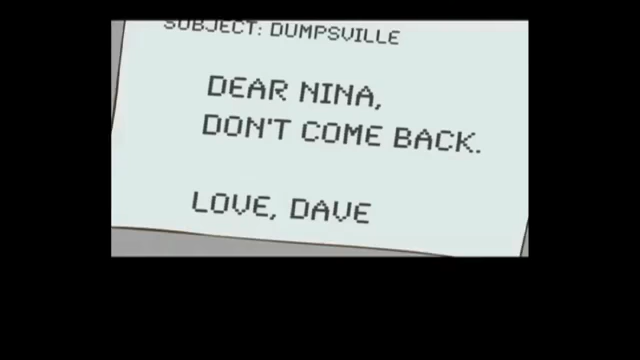 SUBJECT: DUMPSVILLE
DEAR NINA,
DON'T COME BACK.
LOVE, DAVE